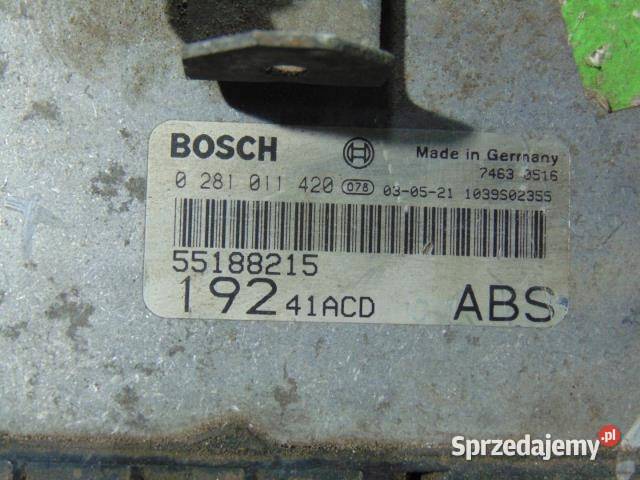 BOSCH Made in Germany
7463 0516
0 281 011 420 078 03-05-21 1039S02355
55188215
192 41ACD ABS
Sprzedajemy.pl